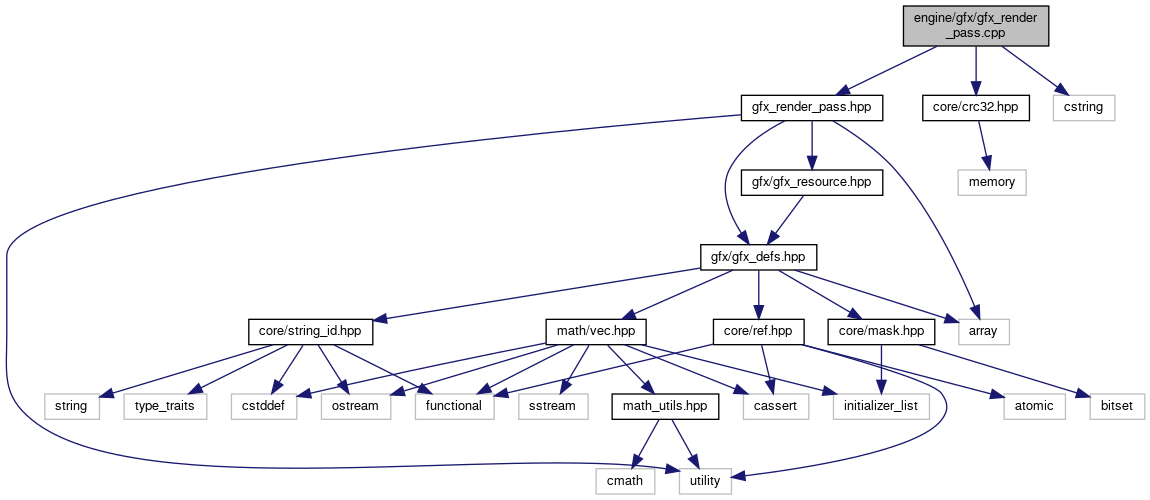 engine/gfx/gfx_render
_pass.cpp
gfx_render_pass.hpp
core/crc32.hpp
cstring
gfx/gfx_resource.hpp
memory
gfx/gfx_defs.hpp
core/string_id.hpp
math/vec.hpp
core/ref.hpp
core/mask.hpp
array
string
type_traits
cstddef
ostream
functional
sstream
math_utils.hpp
cassert
initializer_list
atomic
bitset
cmath
utility